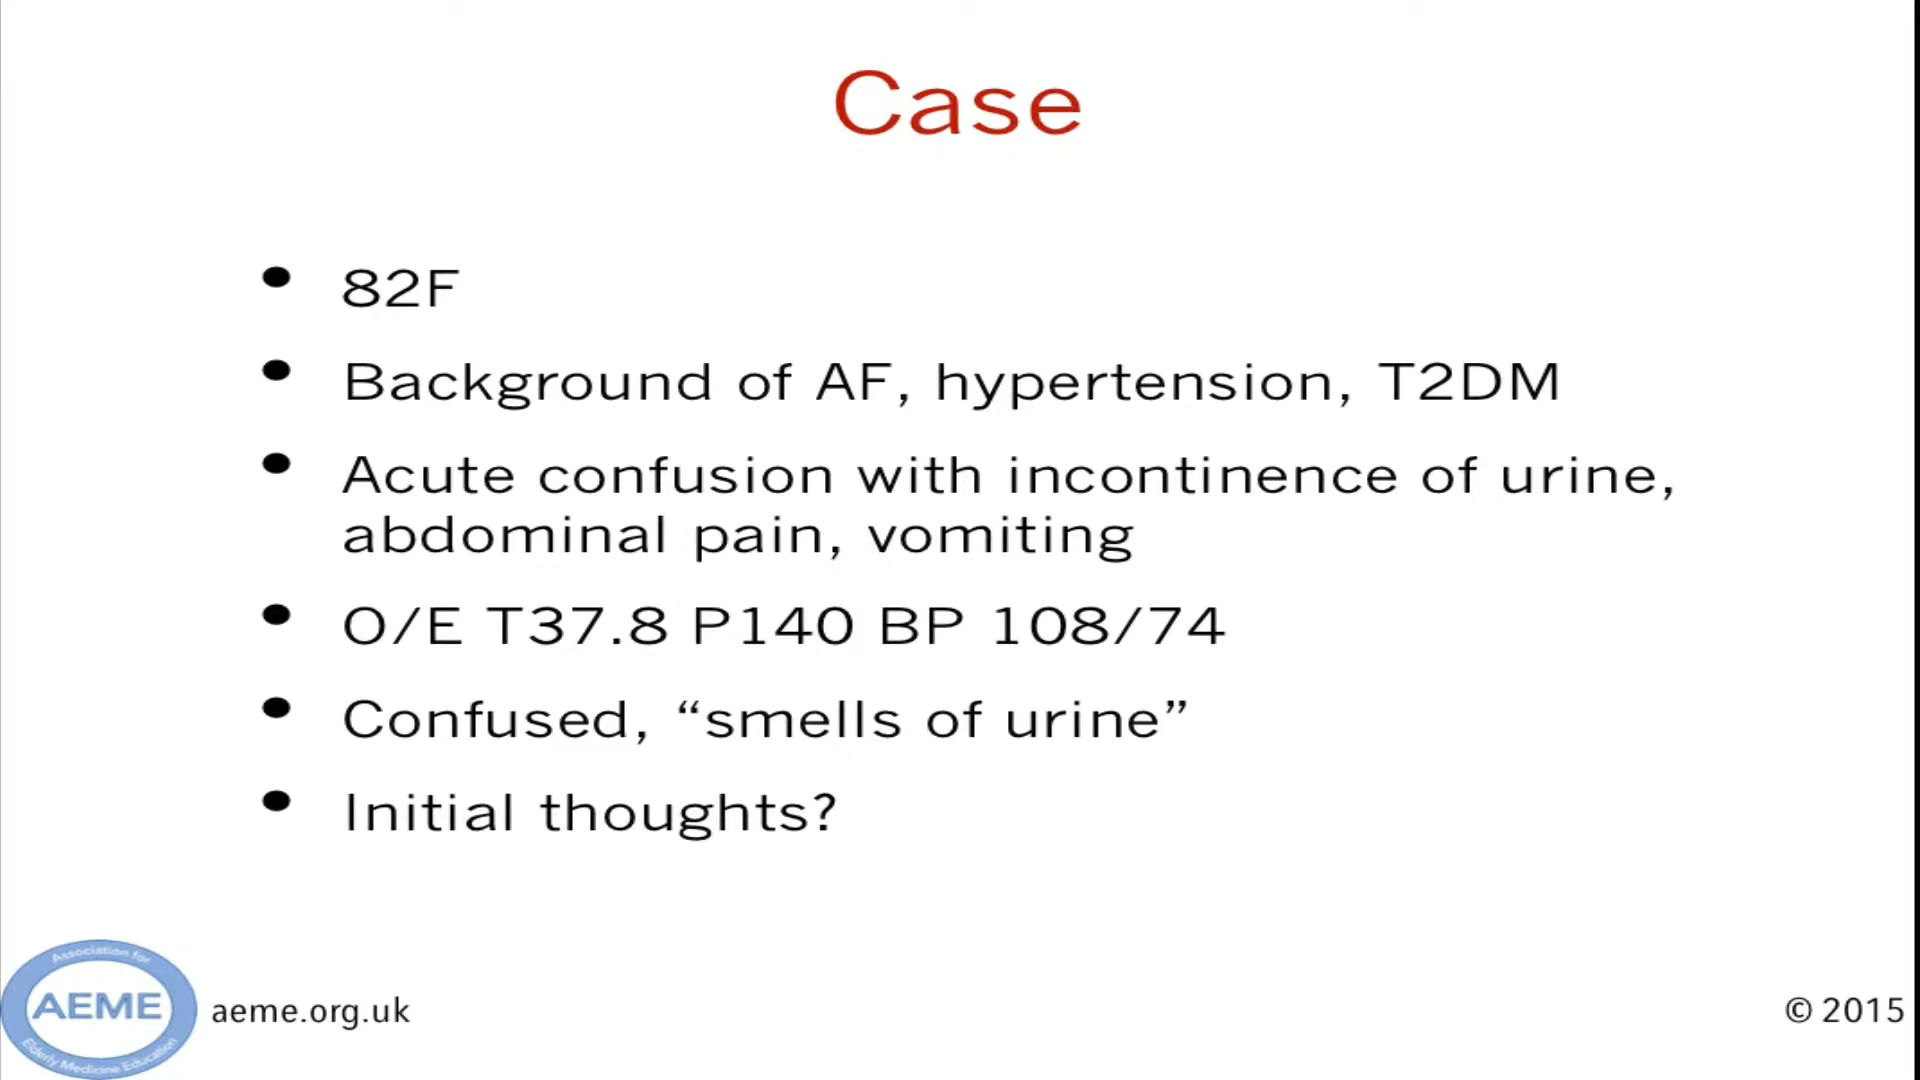 Case
• 82F
• Background of AF, hypertension, T2DM
• Acute confusion with incontinence of urine,
abdominal pain, vomiting
• O/E T37.8 P140 BP 108/74
• Confused, “smells of urine”
• Initial thoughts?
Association for
AEME
Elderly Medicine Education
aeme.org.uk
© 2015